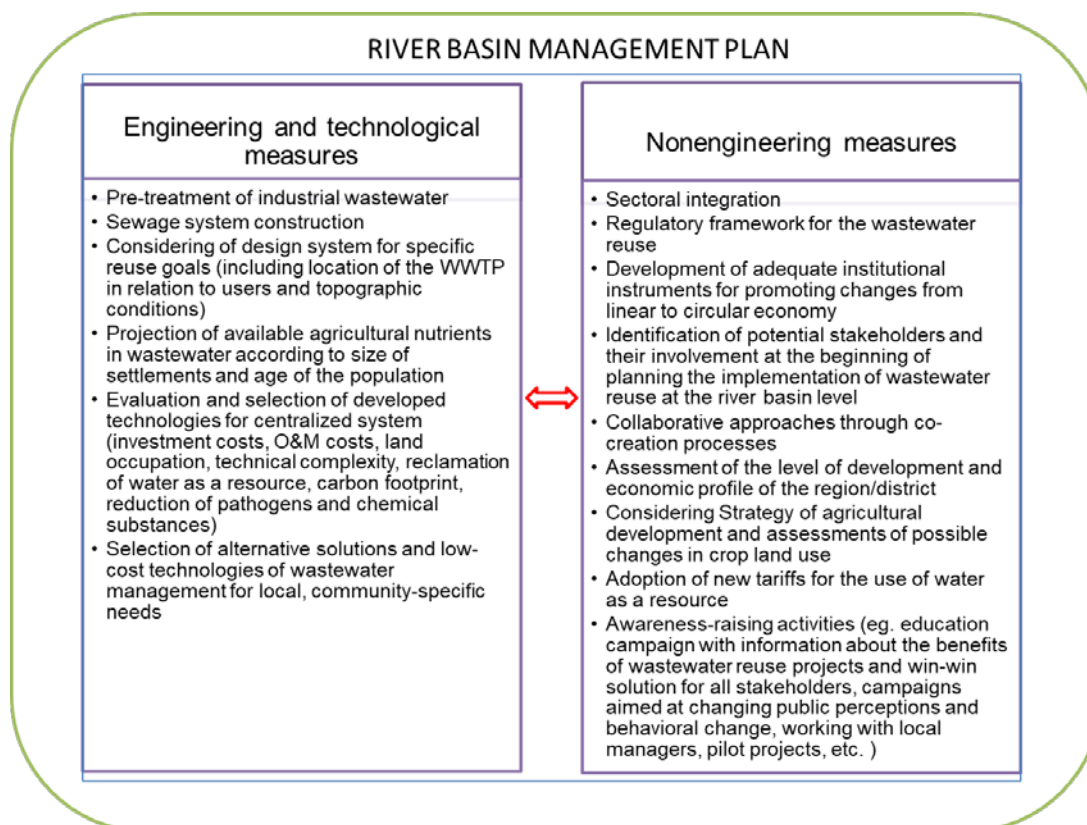 RIVER BASIN MANAGEMENT PLAN
Engineering and technological
measures
• Pre-treatment of industrial wastewater
• Sewage system construction
• Considering of design system for specific
reuse goals (including location of the WWTP
in relation to users and topographic
conditions)
• Projection of available agricultural nutrients
in wastewater according to size of
settlements and age of the population
• Evaluation and selection of developed
technologies for centralized system
(investment costs, O&M costs, land
occupation, technical complexity, reclamation
of water as a resource, carbon footprint,
reduction of pathogens and chemical
substances)
• Selection of alternative solutions and low-
cost technologies of wastewater
management for local, community-specific
needs
Nonengineering measures
• Sectoral integration
• Regulatory framework for the wastewater
reuse
• Development of adequate institutional
instruments for promoting changes from
linear to circular economy
• Identification of potential stakeholders and
their involvement at the beginning of
planning the implementation of wastewater
reuse at the river basin level
• Collaborative approaches through co-
creation processes
• Assessment of the level of development and
economic profile of the region/district
• Considering Strategy of agricultural
development and assessments of possible
changes in crop land use
• Adoption of new tariffs for the use of water
as a resource
• Awareness-raising activities (eg. education
campaign with information about the benefits
of wastewater reuse projects and win-win
solution for all stakeholders, campaigns
aimed at changing public perceptions and
behavioral change, working with local
managers, pilot projects, etc. )